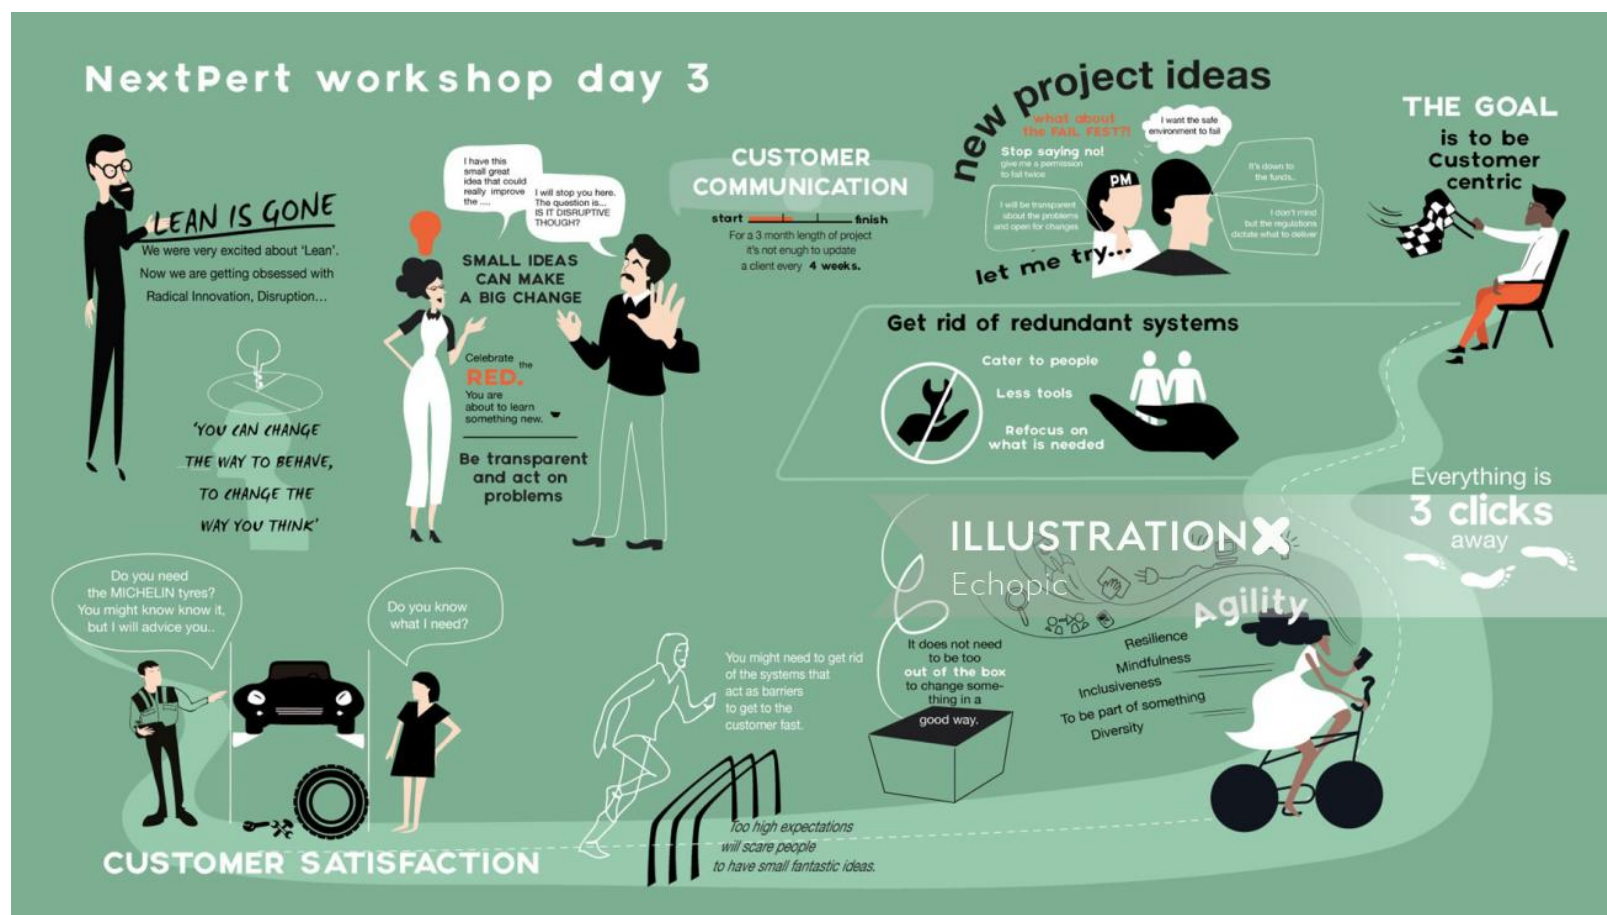 NextPert workshop day 3
LEAN IS GONE
We were very excited about 'Lean'.
Now we are getting obsessed with
Radical Innovation, Disruption...
'YOU CAN CHANGE
THE WAY TO BEHAVE,
TO CHANGE THE
WAY YOU THINK'
I have this
small great
idea that could
really improve
the ....
I will stop you here.
The question is...
IS IT DISRUPTIVE
THOUGH?
SMALL IDEAS
CAN MAKE
A BIG CHANGE
Celebrate
the
RED.
You are
about to learn
something new.
Be transparent
and act on
problems
CUSTOMER
COMMUNICATION
start
finish
For a 3 month length of project
it's not enugh to update
a client every 4 weeks.
new project ideas
what about
the FAIL FEST?!
Stop saying no!
give me a permission
to fail twice
I want the safe
environment to fail
PM
I will be transparent
about the problems
and open for changes
It's down to
the funds...
I don't mind
but the regulations
dictate what to deliver
let me try...
THE GOAL
is to be
Customer
centric
Get rid of redundant systems
Cater to people
Less tools
Refocus on
what is needed
Everything is
3 clicks
away
ILLUSTRATIONX
Echopic
Agility
Resilience
Mindfulness
Inclusiveness
To be part of something
Diversity
It does not need
to be too
out of the box
to change some-
thing in a
good way.
Do you need
the MICHELIN tyres?
You might know know it,
but I will advice you..
Do you know
what I need?
CUSTOMER SATISFACTION
You might need to get rid
of the systems that
act as barriers
to get to the
customer fast.
Too high expectations
will scare people
to have small fantastic ideas.